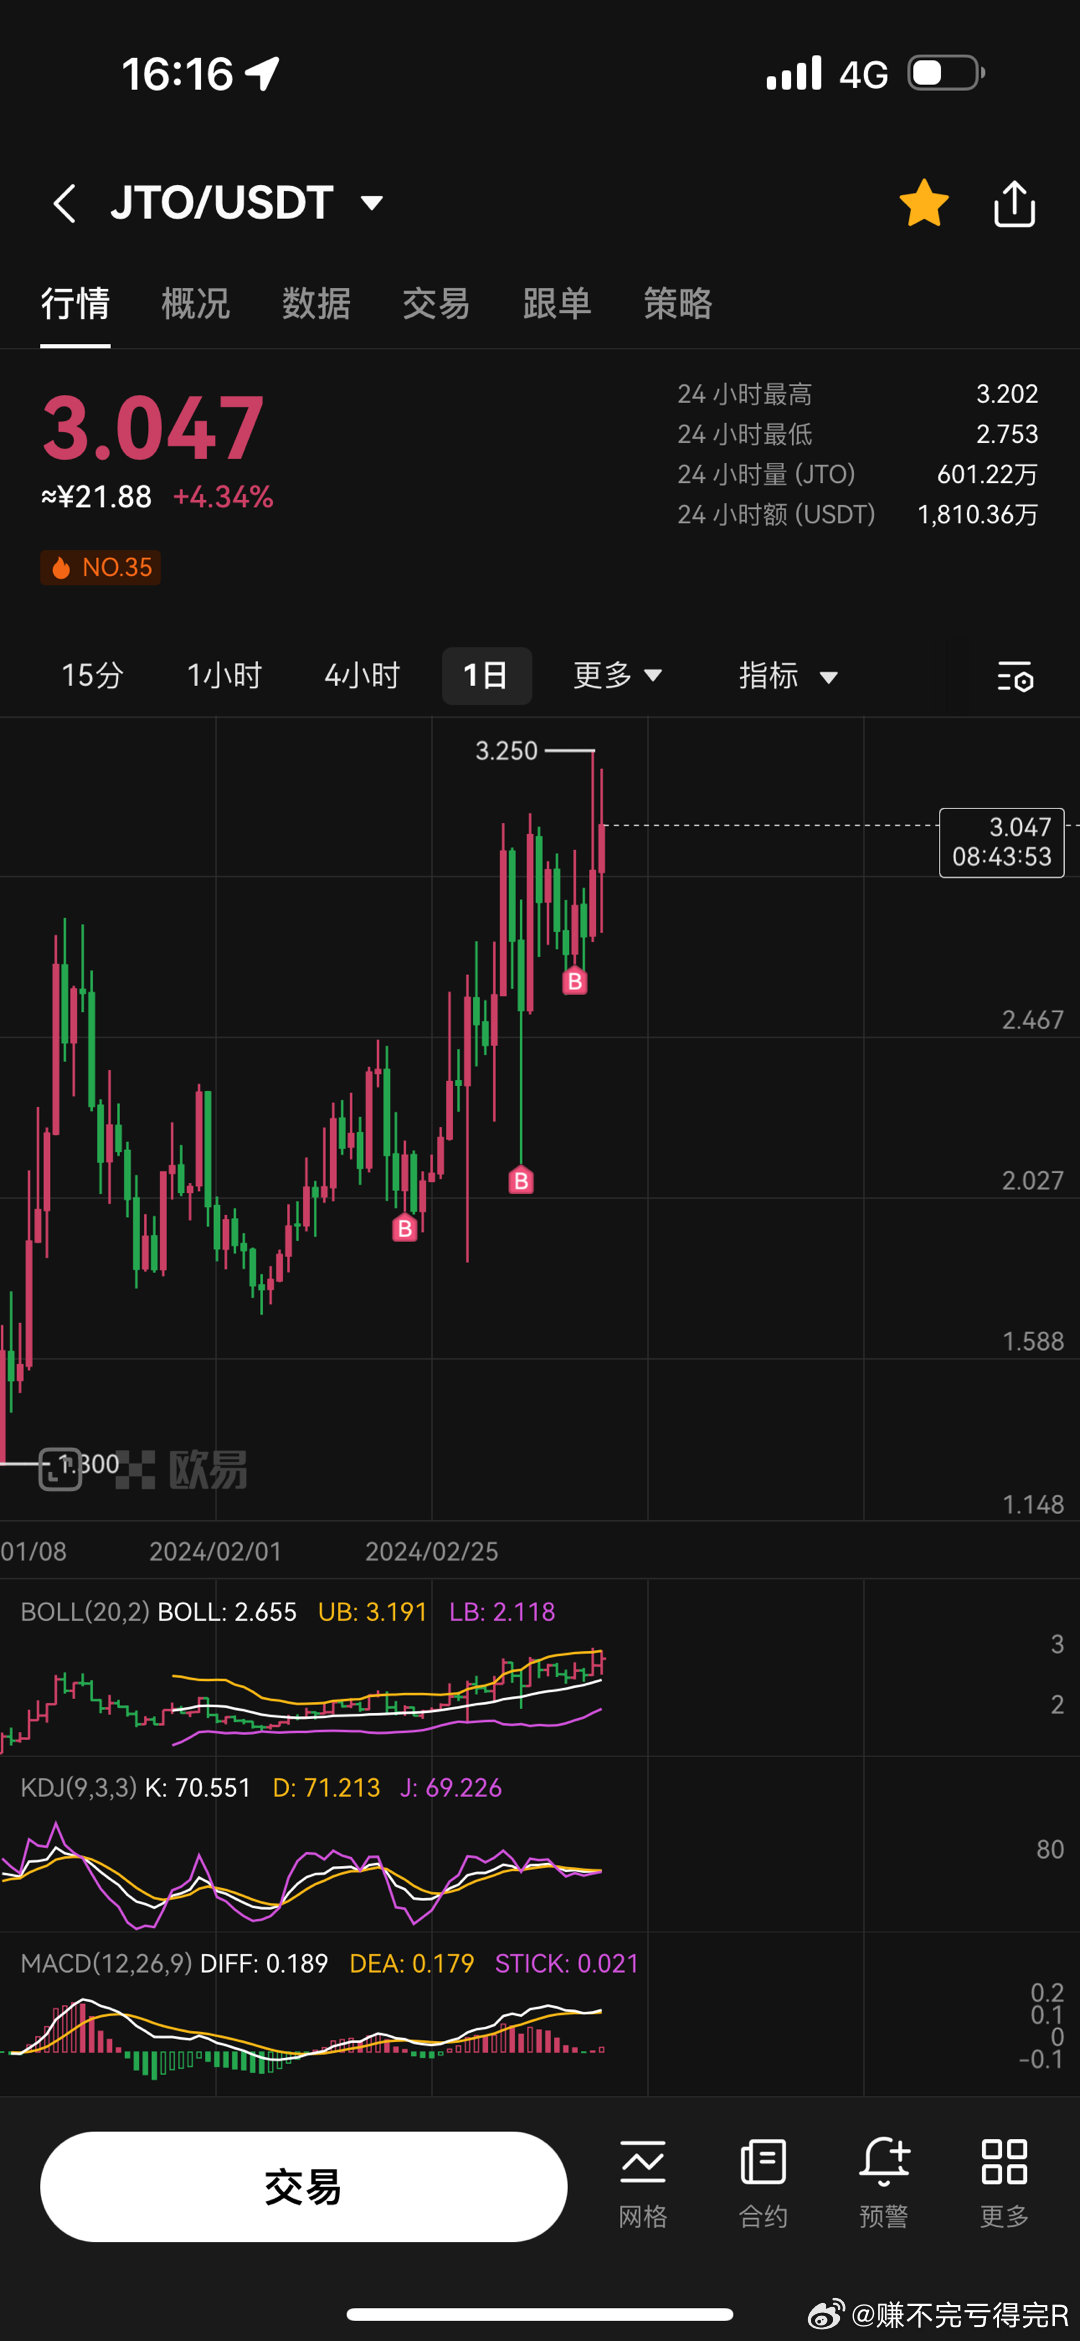 16:16 4G
JTO/USDT
行情 概况 数据 交易 跟单 策略
3.047
≈¥21.88 +4.34%
NO.35
24 小时最高 3.202
24 小时最低 2.753
24 小时量 (JTO) 601.22万
24 小时额 (USDT) 1,810.36万
15分 1小时 4小时 1日 更多 指标
3.250
3.047
08:43:53
B
2.467
B
2.027
B
1.588
1.300 欧易
1.148
01/08 2024/02/01 2024/02/25
BOLL(20,2) BOLL: 2.655 UB: 3.191 LB: 2.118
3
2
KDJ(9,3,3) K: 70.551 D: 71.213 J: 69.226
80
MACD(12,26,9) DIFF: 0.189 DEA: 0.179 STICK: 0.021
0.2
0.1
0
-0.1
交易 网格 合约 预警 更多
@赚不完亏得完R